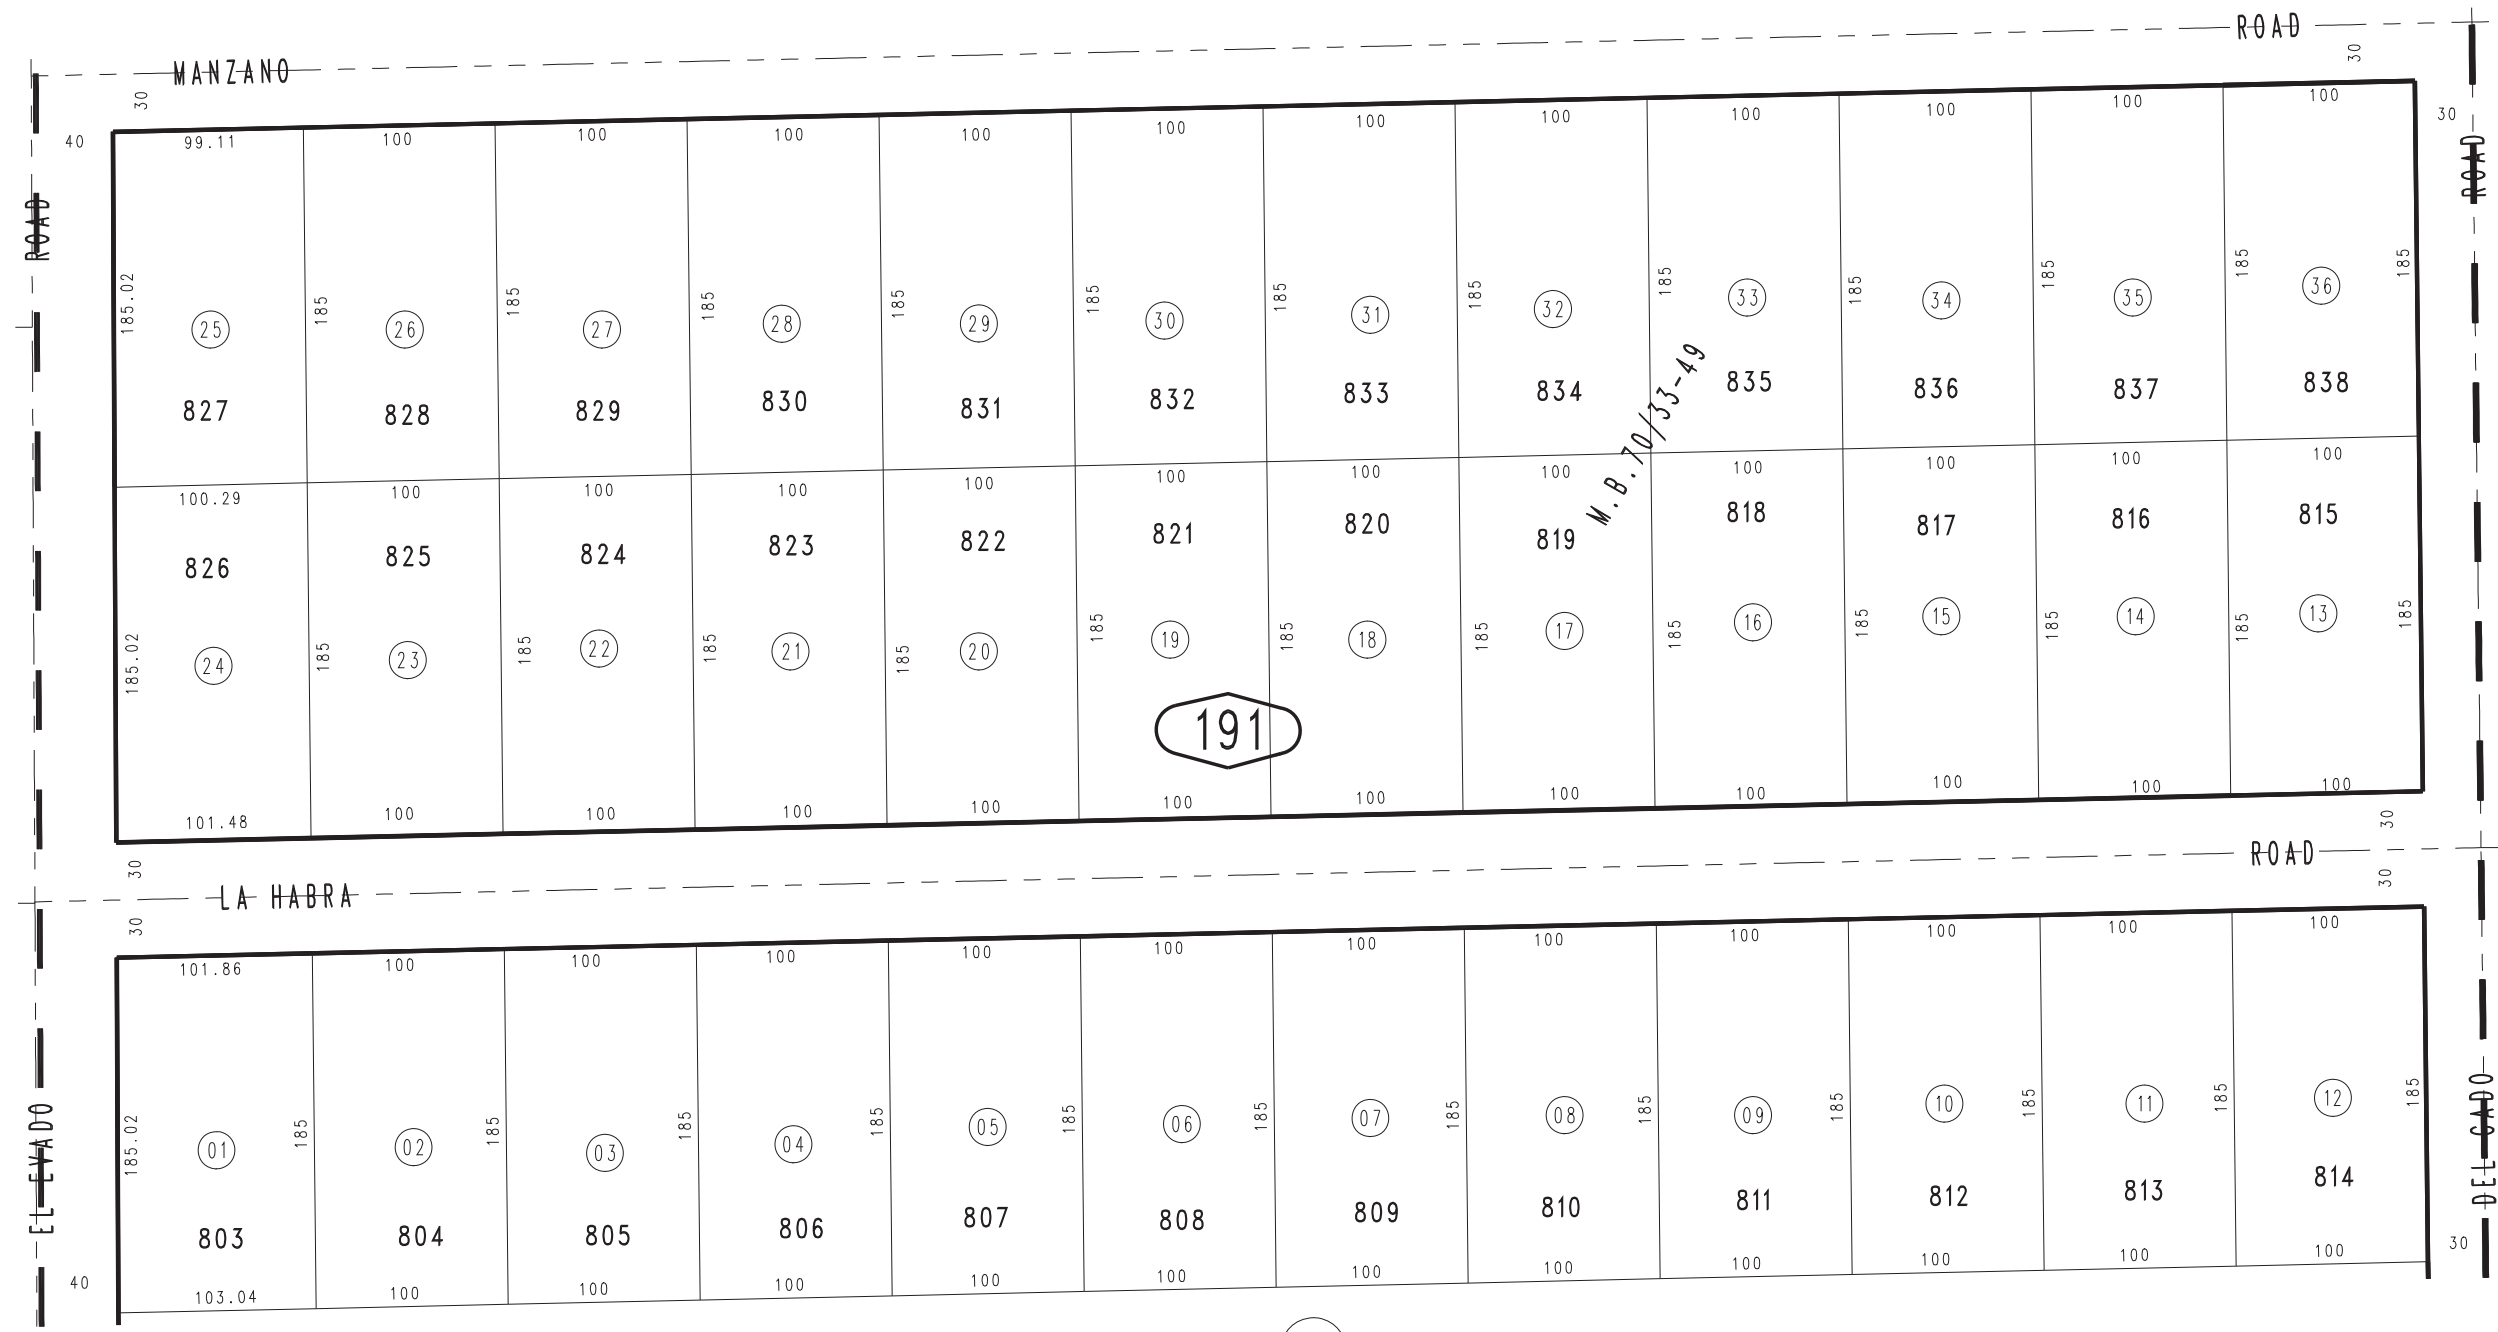 MANZANO ROAD
30 30
40 30
ROAD ROAD
99.11 100 100 100 100 100 100 100 100 100 100 100
185.02 185 185 185 185 185 185 185 185 185 185 185 185
25 26 27 28 29 30 31 32 33 34 35 36
827 828 829 830 831 832 833 834 835 836 837 838
M.B.70/33-49
100.29 100 100 100 100 100 100 100 100 100 100 100
826 825 824 823 822 821 820 819 818 817 816 815
185.02 185 185 185 185 185 185 185 185 185 185 185 185
24 23 22 21 20 19 18 17 16 15 14 13
191
101.48 100 100 100 100 100 100 100 100 100 100 100
30 30
LA HABRA ROAD
30 30
101.86 100 100 100 100 100 100 100 100 100 100 100
185.02 185 185 185 185 185 185 185 185 185 185 185 185
01 02 03 04 05 06 07 08 09 10 11 12
EL EVADO DEL GADO
803 804 805 806 807 808 809 810 811 812 813 814
40 30
103.04 100 100 100 100 100 100 100 100 100 100 100